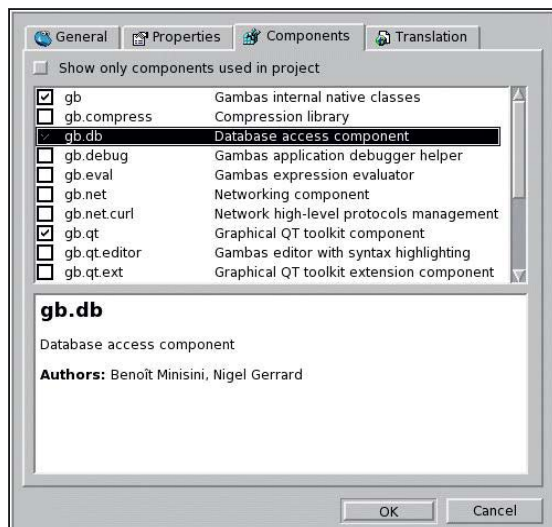 General Properties Components Translation
Show only components used in project
gb Gambas internal native classes
gb.compress Compression library
gb.db Database access component
gb.debug Gambas application debugger helper
gb.eval Gambas expression evaluator
gb.net Networking component
gb.net.curl Network high-level protocols management
gb.qt Graphical QT toolkit component
gb.qt.editor Gambas editor with syntax highlighting
gb.qt.ext Graphical QT toolkit extension component
gb.db
Database access component
Authors: Benoît Minisini, Nigel Gerrard
OK Cancel